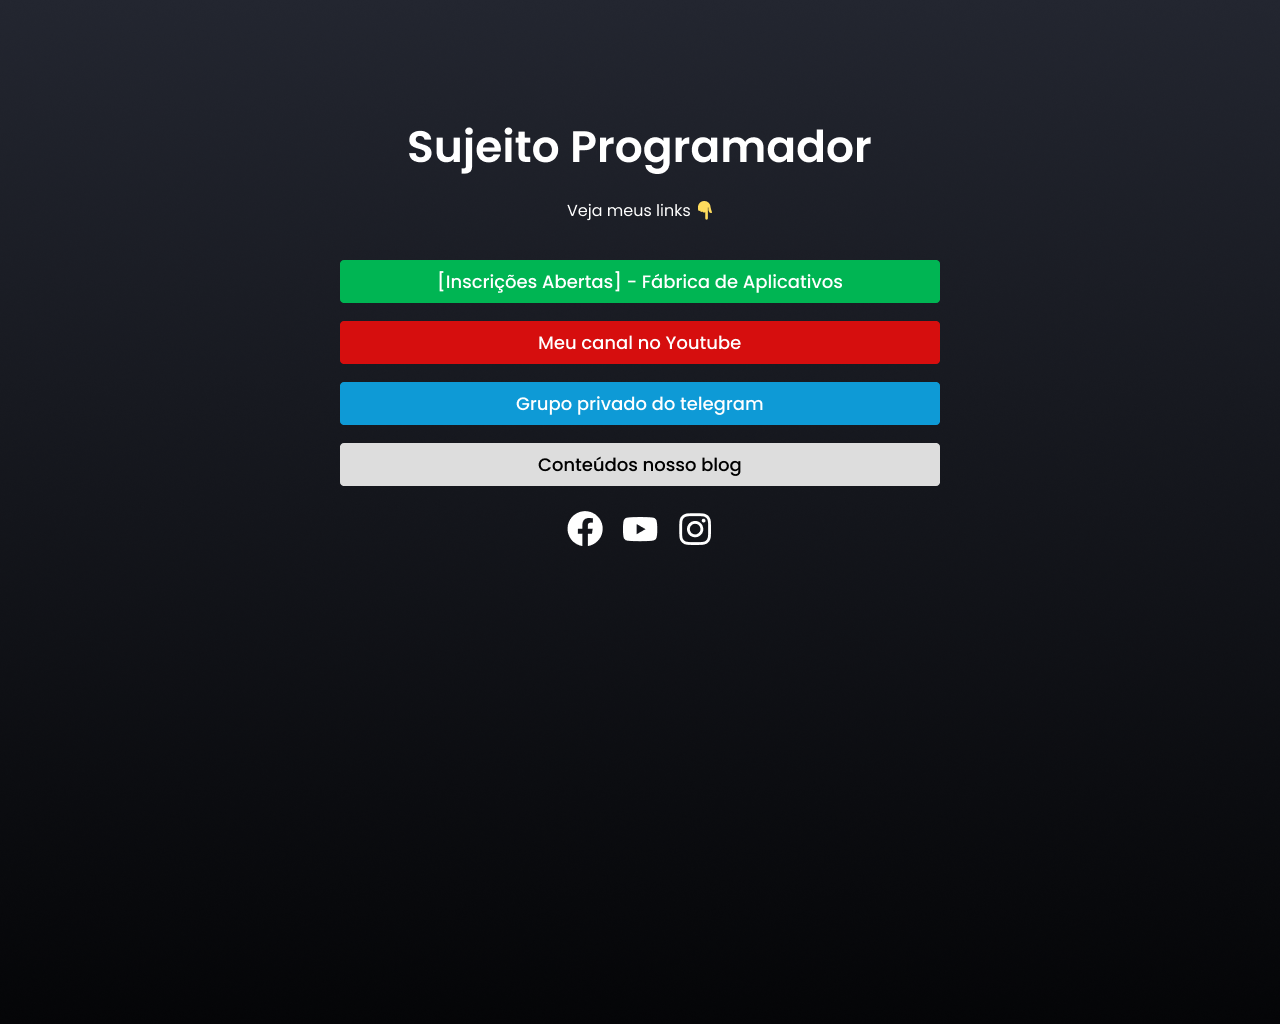 Sujeito Programador
Veja meus links 👇
[Inscrições Abertas] - Fábrica de Aplicativos
Meu canal no Youtube
Grupo privado do telegram
Conteúdos nosso blog